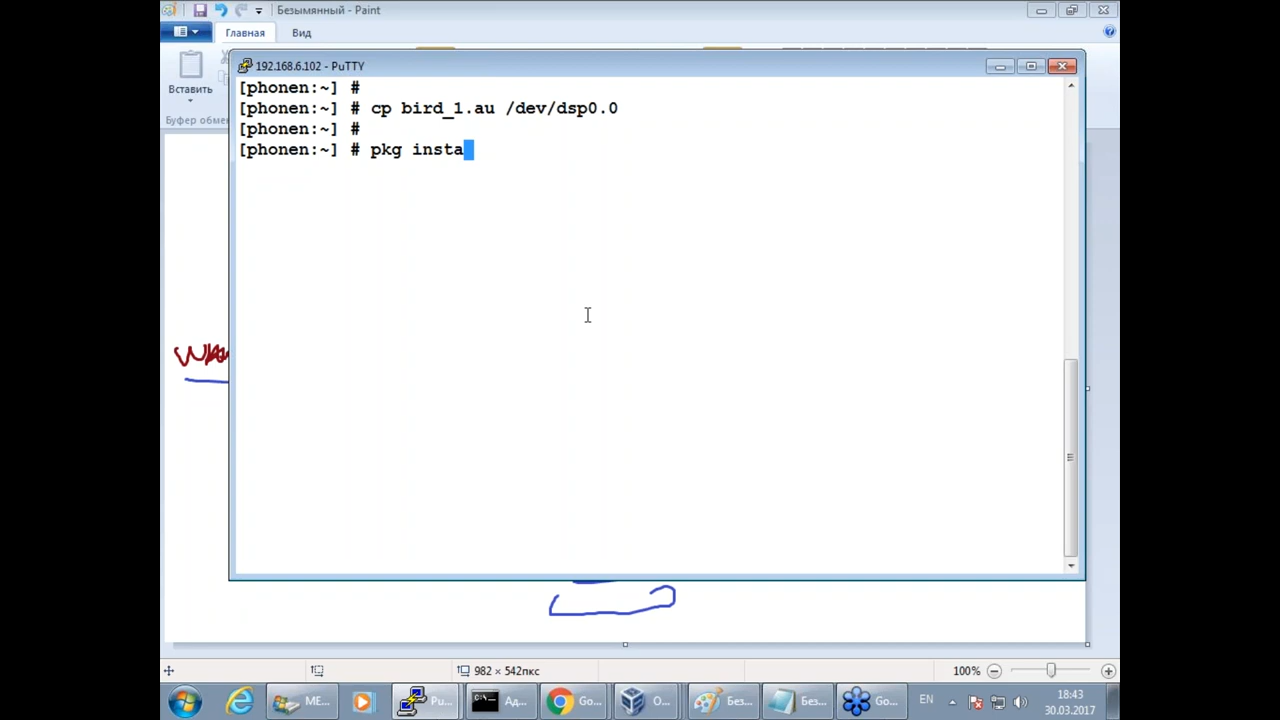 Безымянный - Paint
Главная
Вид
Вставить
Буфер обмен
192.168.6.102 - PuTTY
[phonen:~] #
[phonen:~] # cp bird_1.au /dev/dsp0.0
[phonen:~] #
[phonen:~] # pkg insta
982 × 542пкс
100%
ME...
Pu...
Ад...
Go...
O...
Без...
Без...
Go...
EN
18:43
30.03.2017